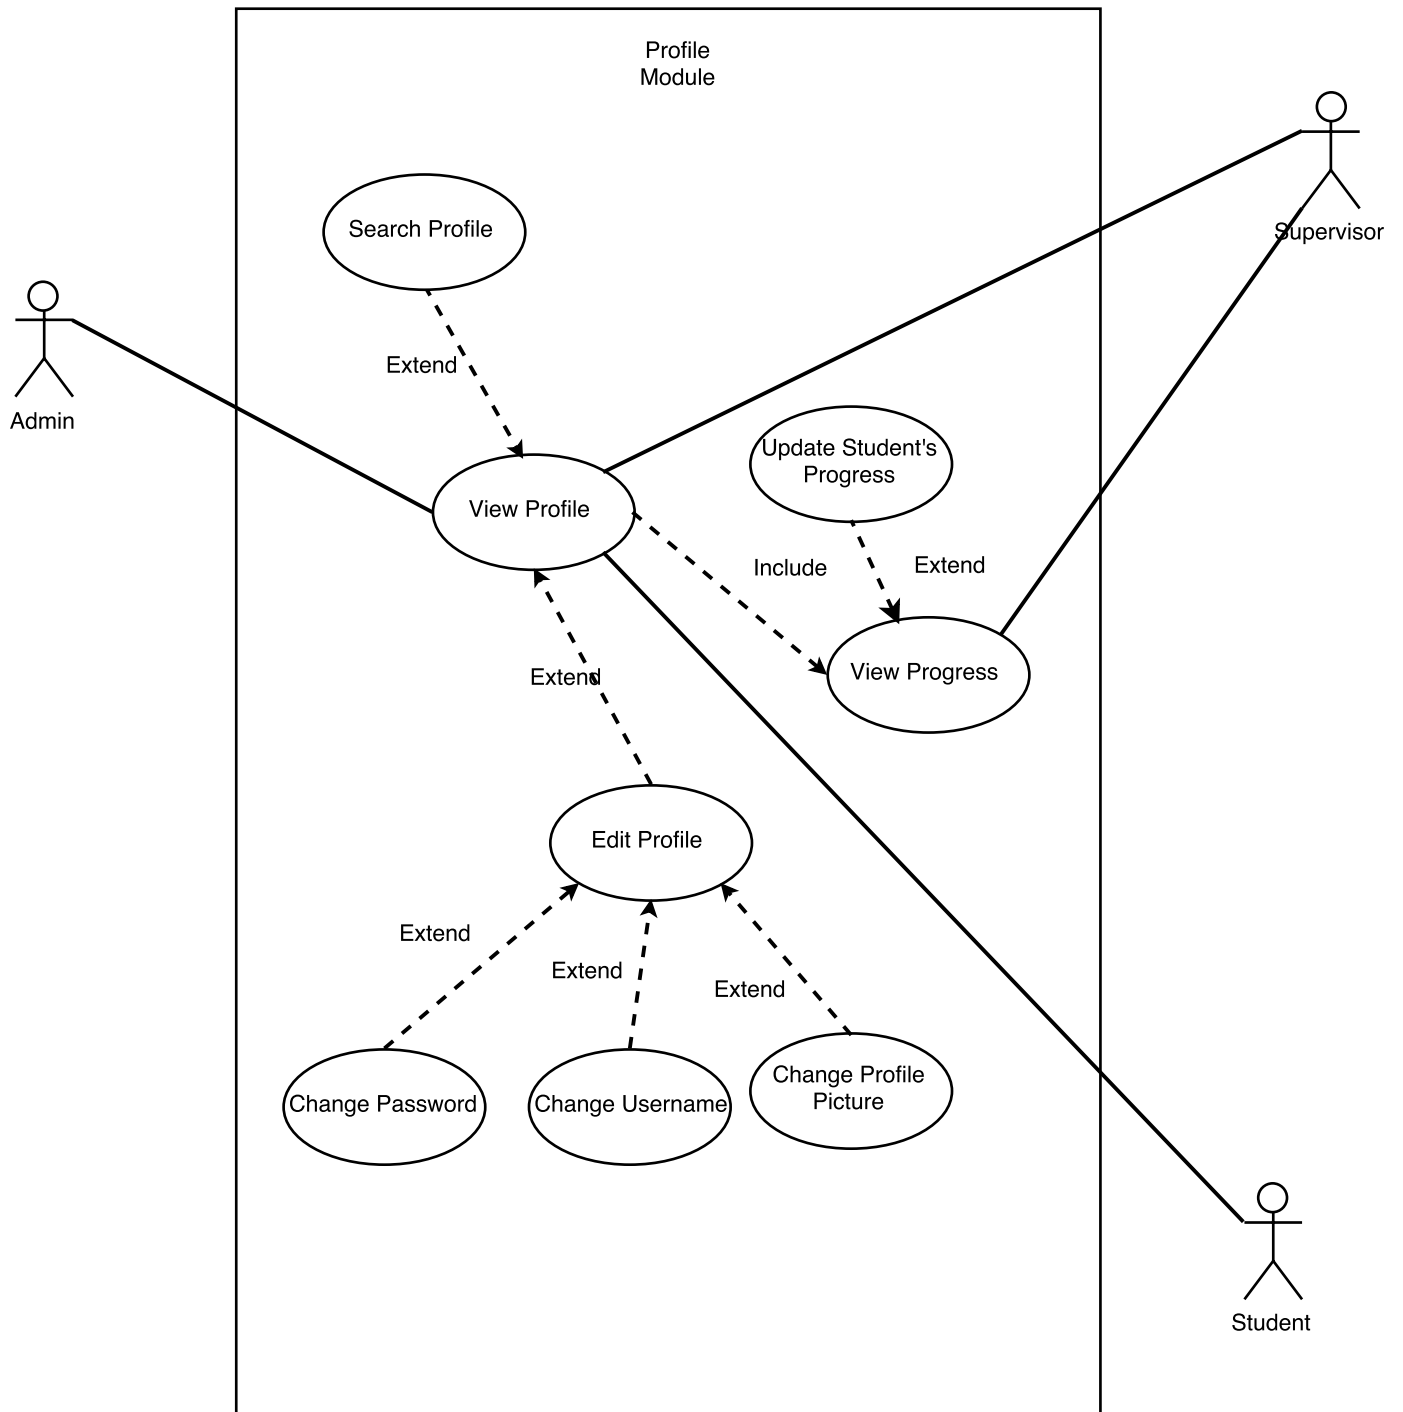 Profile
Module
Search Profile
Supervisor
Extend
Admin
Update Student's
Progress
View Profile
Include
Extend
View Progress
Extend
Edit Profile
Extend
Extend
Extend
Change Password
Change Username
Change Profile
Picture
Student